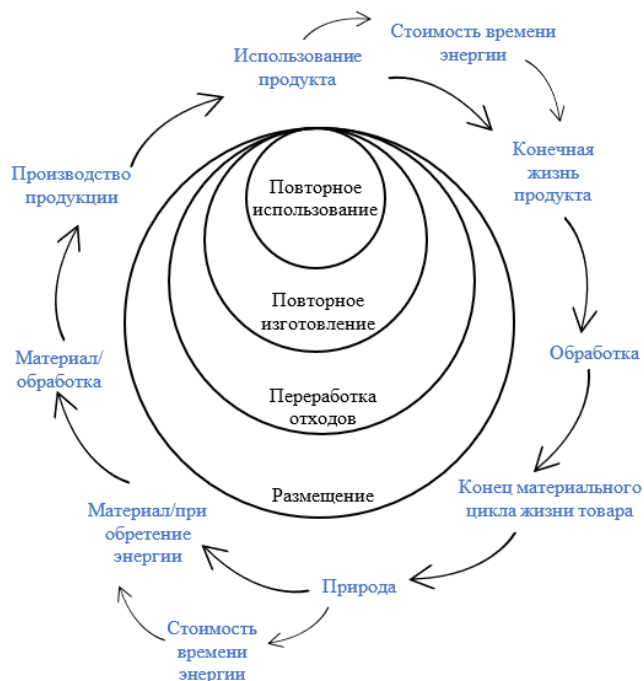 Стоимость времени
энергии
Использование
продукта
Конечная
жизнь
продукта
Производство
продукции
Повторное
использование
Повторное
изготовление
Материал/
обработка
Обработка
Переработка
отходов
Размещение
Конец материального
цикла жизни товара
Материал/при
обретение
энергии
Природа
Стоимость
времени
энергии